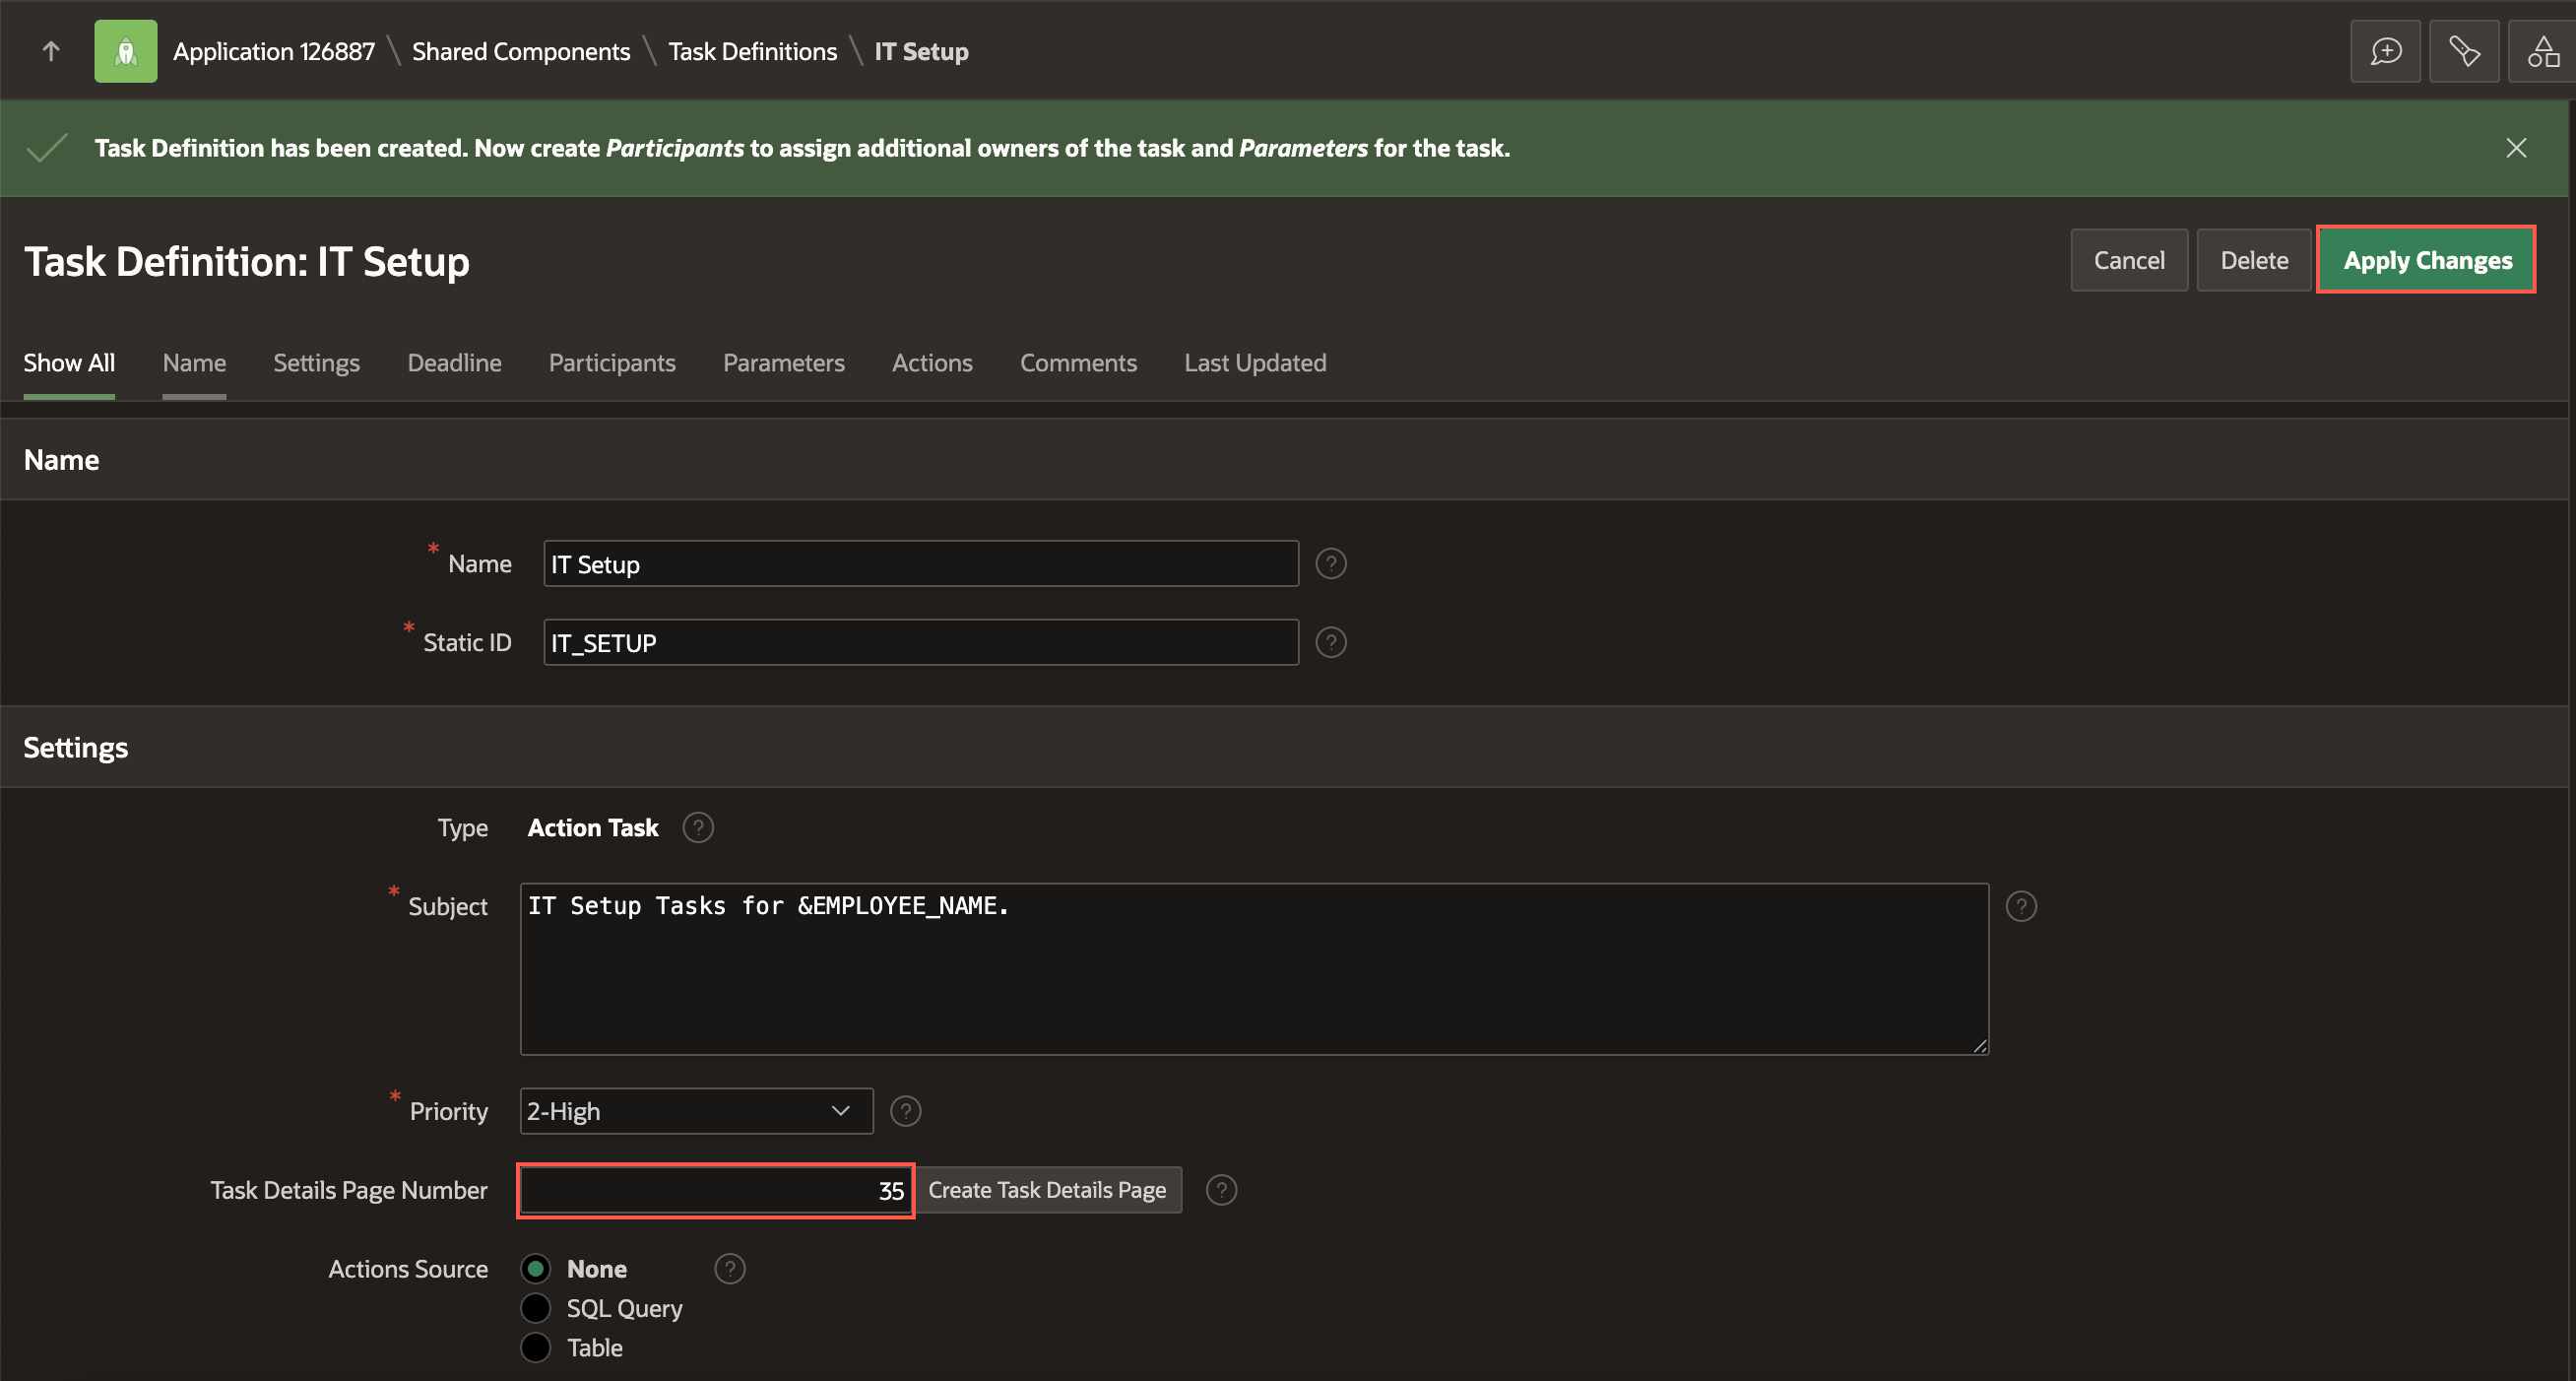 Application 126887 \ Shared Components \ Task Definitions \ IT Setup
Task Definition has been created. Now create Participants to assign additional owners of the task and Parameters for the task.
Task Definition: IT Setup
Cancel Delete Apply Changes
Show All Name Settings Deadline Participants Parameters Actions Comments Last Updated
Name
* Name IT Setup ?
* Static ID IT_SETUP ?
Settings
Type Action Task ?
* Subject IT Setup Tasks for &EMPLOYEE_NAME. ?
* Priority 2-High ?
Task Details Page Number 35 Create Task Details Page ?
Actions Source None ?
SQL Query
Table